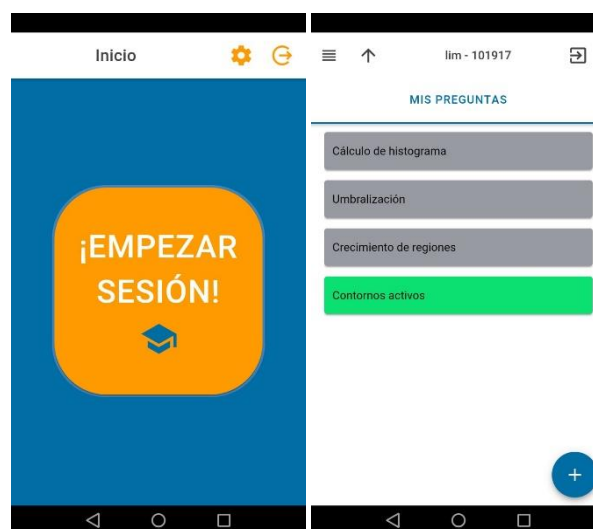 Inicio
¡EMPEZAR
SESIÓN!
lim - 101917
MIS PREGUNTAS
Cálculo de histograma
Umbralización
Crecimiento de regiones
Contornos activos
+